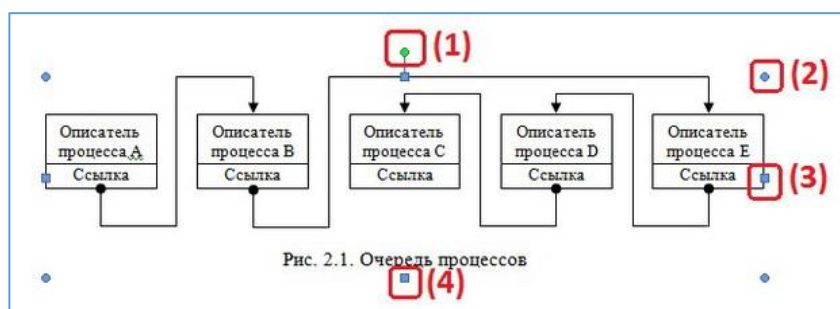 (1)
(2)
Описатель процесса А
Ссылка
Описатель процесса В
Ссылка
Описатель процесса С
Ссылка
Описатель процесса D
Ссылка
Описатель процесса Е
Ссылка
(3)
Рис. 2.1. Очередь процессов
(4)